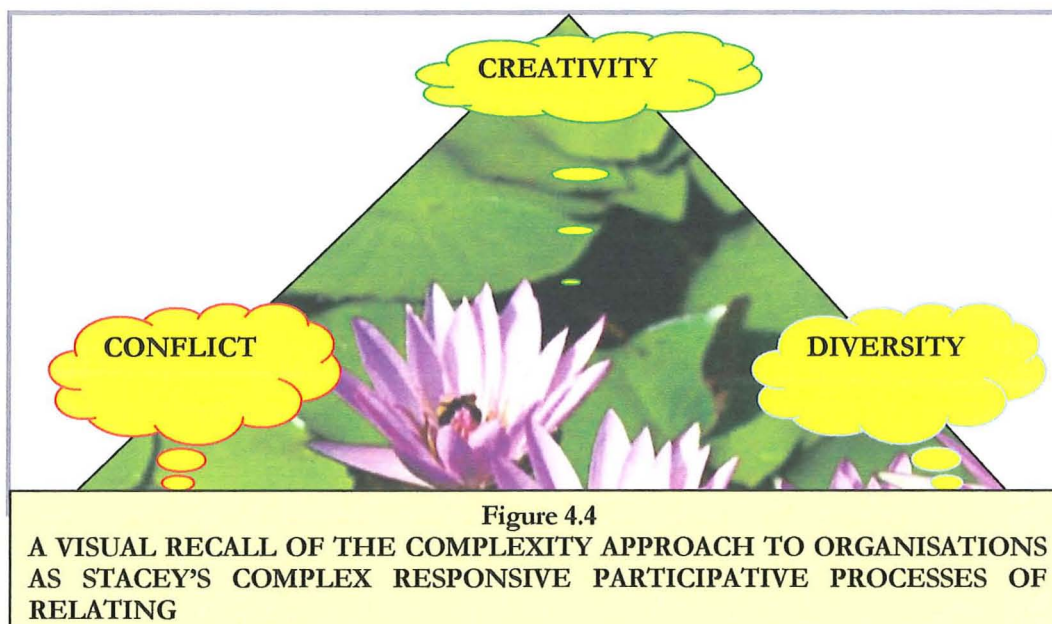 CREATIVITY
CONFLICT
DIVERSITY
Figure 4.4
A VISUAL RECALL OF THE COMPLEXITY APPROACH TO ORGANISATIONS
AS STACEY'S COMPLEX RESPONSIVE PARTICIPATIVE PROCESSES OF
RELATING